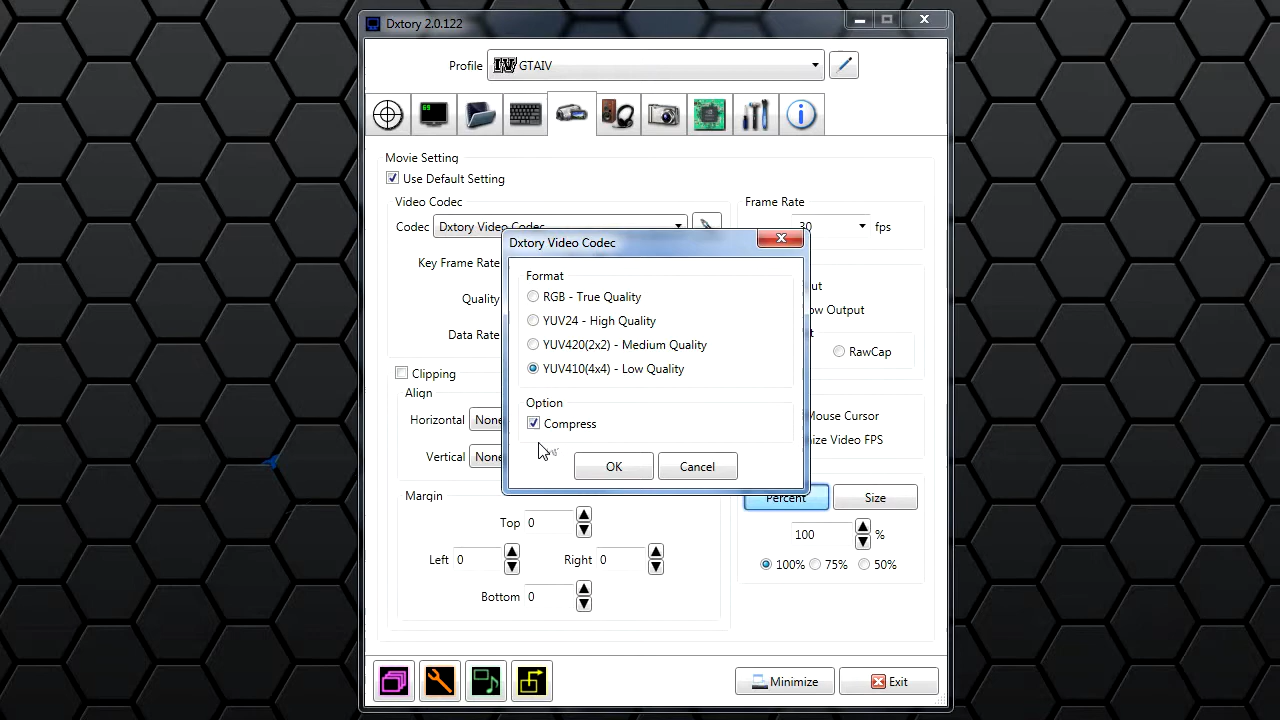 Dxtory 2.0.122
Profile
IV GTAIV
69
Movie Setting
Use Default Setting
Video Codec
Frame Rate
Codec Dxtory Video Codec
30 fps
Dxtory Video Codec
Key Frame Rate
Format
RGB - True Quality
Quality
YUV24 - High Quality
Output
Data Rate
YUV420(2x2) - Medium Quality
RawCap
YUV410(4x4) - Low Quality
Clipping
Align
Option
Horizontal None
Compress
Mouse Cursor
Video FPS
Vertical None
OK Cancel
Margin
Percent Size
Top 0
100 %
Left 0 Right 0
100% 75% 50%
Bottom 0
Minimize
Exit